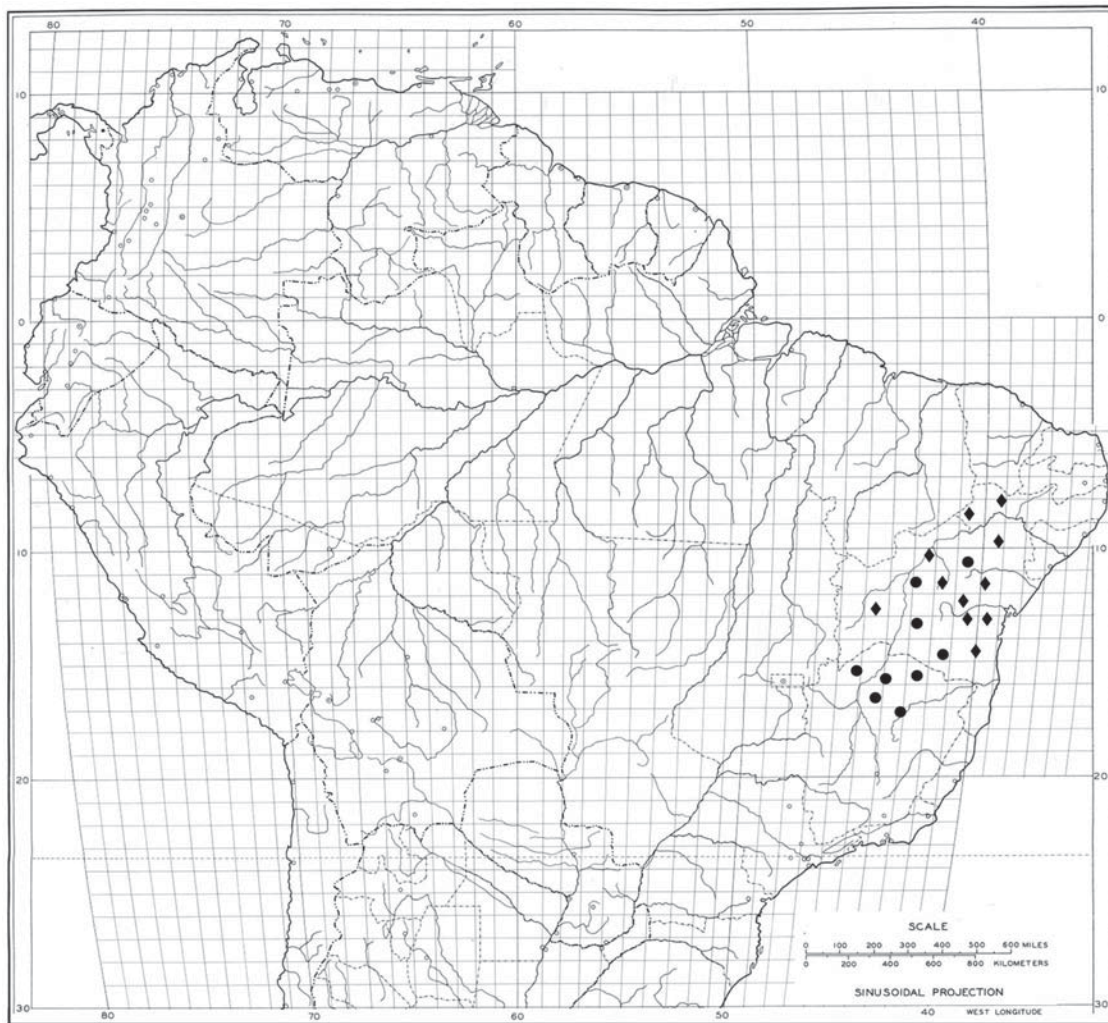 80 70 60 50 40
10 10
0 0
10 10
20 20
SCALE
0 100 200 300 400 500 600 MILES
0 200 400 600 800 KILOMETERS
SINUSOIDAL PROJECTION
30 80 70 60 50 40 WEST LONGITUDE 30